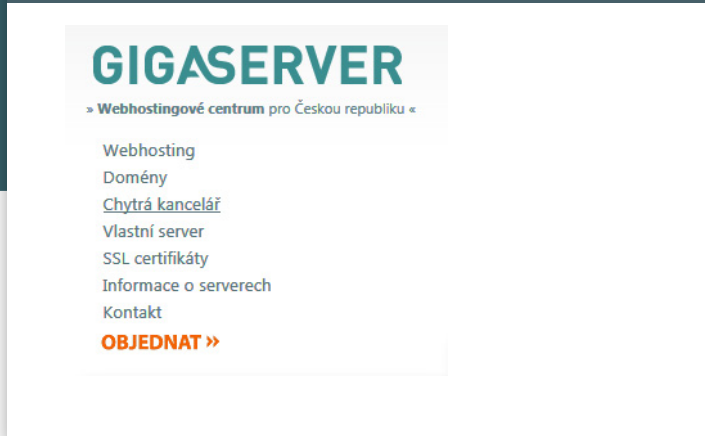 GIGASERVER
» Webhostingové centrum pro Českou republiku «
Webhosting
Domény
Chytrá kancelář
Vlastní server
SSL certifikáty
Informace o serverech
Kontakt
OBJEDNAT »